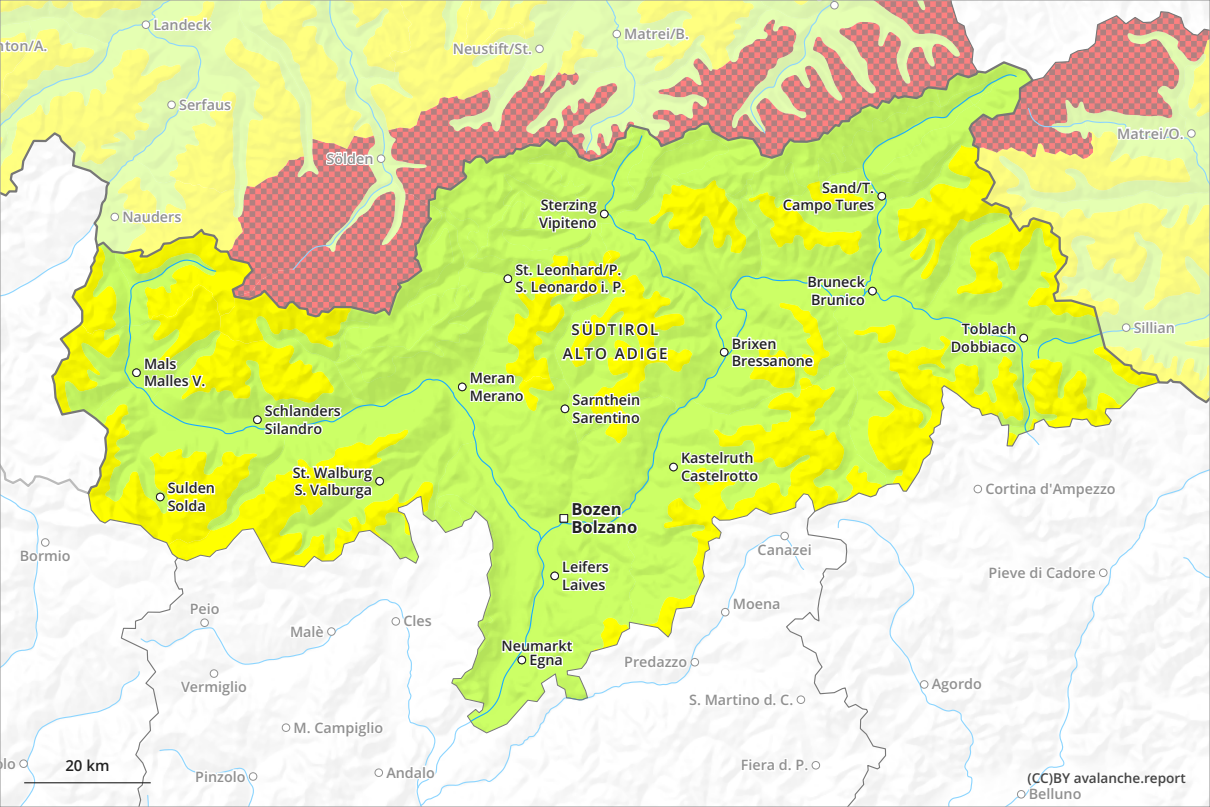 Landeck
Matrei/B.
nton/A.
Neustift/St.
Serfaus
Matrei/O.
Sölden
Sand/T.
Campo Tures
Nauders
Sterzing
Vipiteno
St. Leonhard/P.
S. Leonardo i. P.
Bruneck
Brunico
SÜDTIROL
ALTO ADIGE
Toblach
Dobbiaco
Sillian
Brixen
Bressanone
Mals
Malles V.
Meran
Merano
Sarnthein
Sarentino
Schlanders
Silandro
Kastelruth
Castelrotto
St. Walburg
S. Valburga
Sulden
Solda
Cortina d'Ampezzo
Bozen
Bolzano
Bormio
Canazei
Leifers
Laives
Pieve di Cadore
Peio
Moena
Malè
Cles
Neumarkt
Egna
Predazzo
Vermiglio
Agordo
S. Martino d. C.
M. Campiglio
olo
20 km
Pinzolo
Andalo
Fiera d. P.
(CC)BY avalanche.report
Belluno